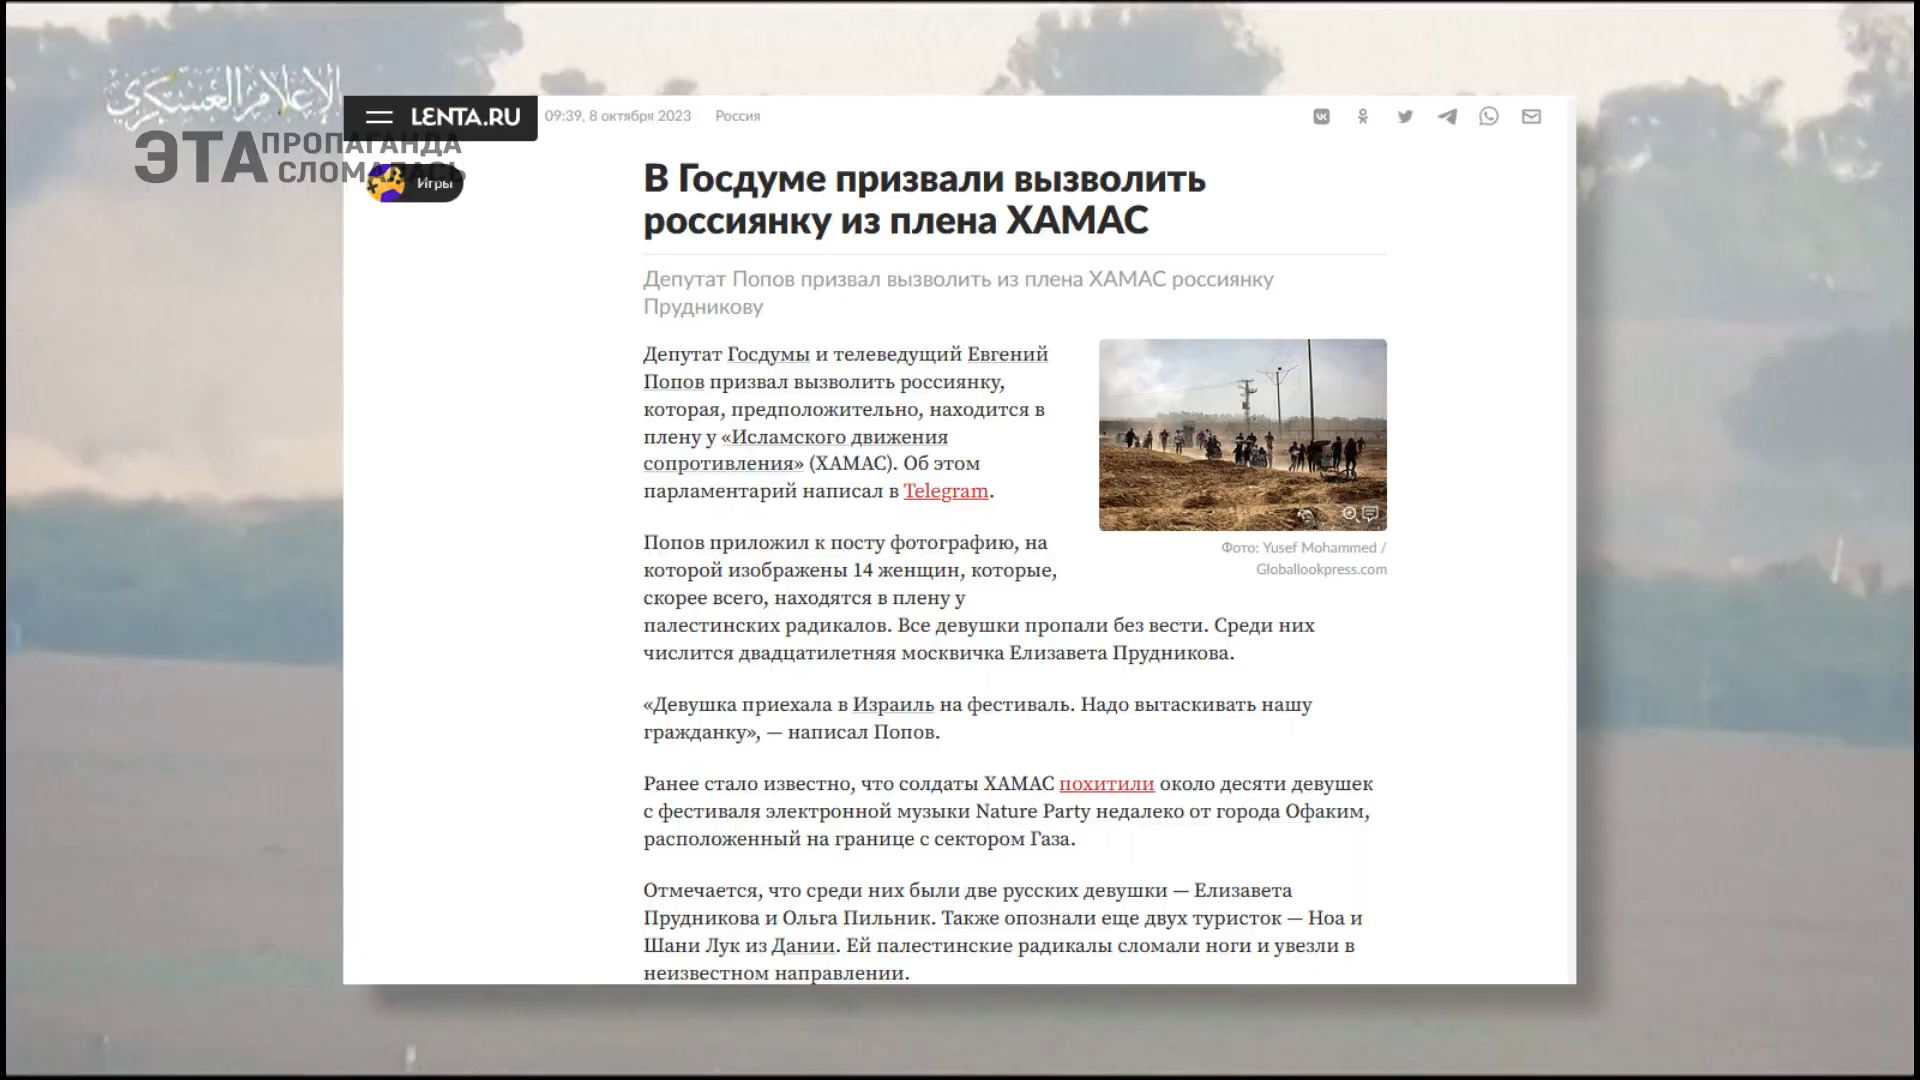 الإعلام العسكري
LENTA.RU
09:39, 8 октября 2023
Россия
ЭТА ПРОПАГАНДА
СЛОМАЛАСЬ
Игры
В Госдуме призвали вызволить
россиянку из плена ХАМАС
Депутат Попов призвал вызволить из плена ХАМАС россиянку
Прудникову
Депутат Госдумы и телеведущий Евгений
Попов призвал вызволить россиянку,
которая, предположительно, находится в
плену у «Исламского движения
сопротивления» (ХАМАС). Об этом
парламентарий написал в Telegram.
Фото: Yusef Mohammed /
Globallookpress.com
Попов приложил к посту фотографию, на
которой изображены 14 женщин, которые,
скорее всего, находятся в плену у
палестинских радикалов. Все девушки пропали без вести. Среди них
числится двадцатилетняя москвичка Елизавета Прудникова.
«Девушка приехала в Израиль на фестиваль. Надо вытаскивать нашу
гражданку», — написал Попов.
Ранее стало известно, что солдаты ХАМАС похитили около десяти девушек
с фестиваля электронной музыки Nature Party недалеко от города Офаким,
расположенный на границе с сектором Газа.
Отмечается, что среди них были две русских девушки — Елизавета
Прудникова и Ольга Пильник. Также опознали еще двух туристок — Ноа и
Шани Лук из Дании. Ей палестинские радикалы сломали ноги и увезли в
неизвестном направлении.